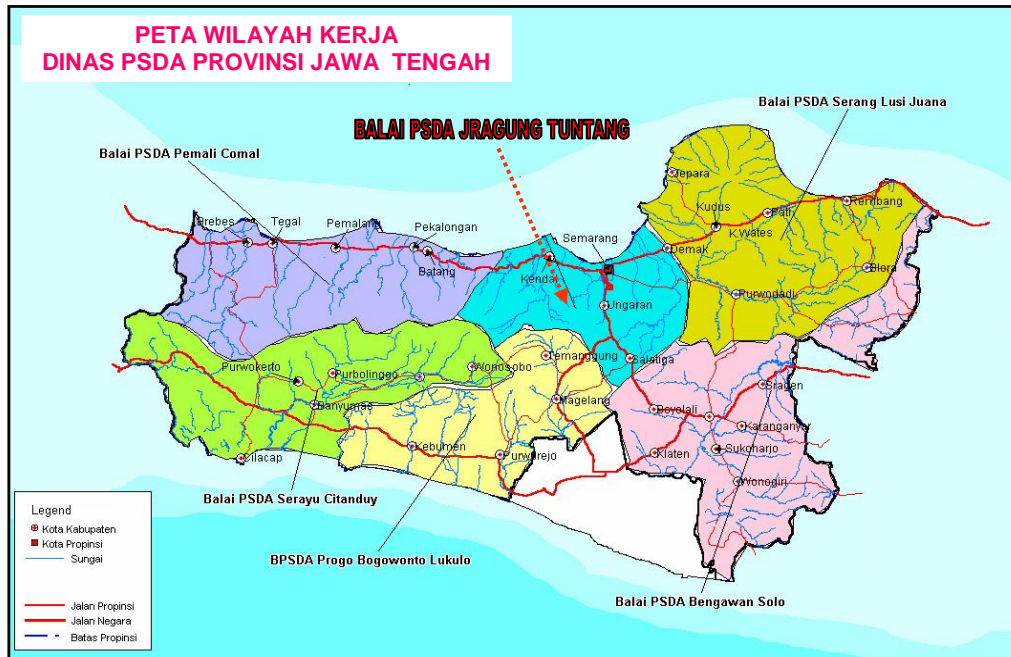 PETA WILAYAH KERJA
DINAS PSDA PROVINSI JAWA TENGAH
Balai PSDA Serang Lusi Juana
BALAI PSDA JRAGUNG TUNTANG
Balai PSDA Pemali Comal
Jepara
Kudus
Pati
Rembang
Brebes
Tegal
Pemalang
Pekalongan
Semarang
K.Wates
Demak
Batang
Kendal
Blora
Ungaran
Purwodadi
Temanggung
Salatiga
Purwokerto
Purbolinggo
Wonosobo
Sragen
Banyumas
Magelang
Boyolali
Karanganyar
Kebumen
Purwurejo
Klaten
Sukoharjo
Cilacap
Wonogiri
Balai PSDA Serayu Citanduy
BPSDA Progo Bogowonto Lukulo
Balai PSDA Bengawan Solo
Legend
Kota Kabupaten
Kota Propinsi
Sungai
Jalan Propinsi
Jalan Negara
Batas Propinsi